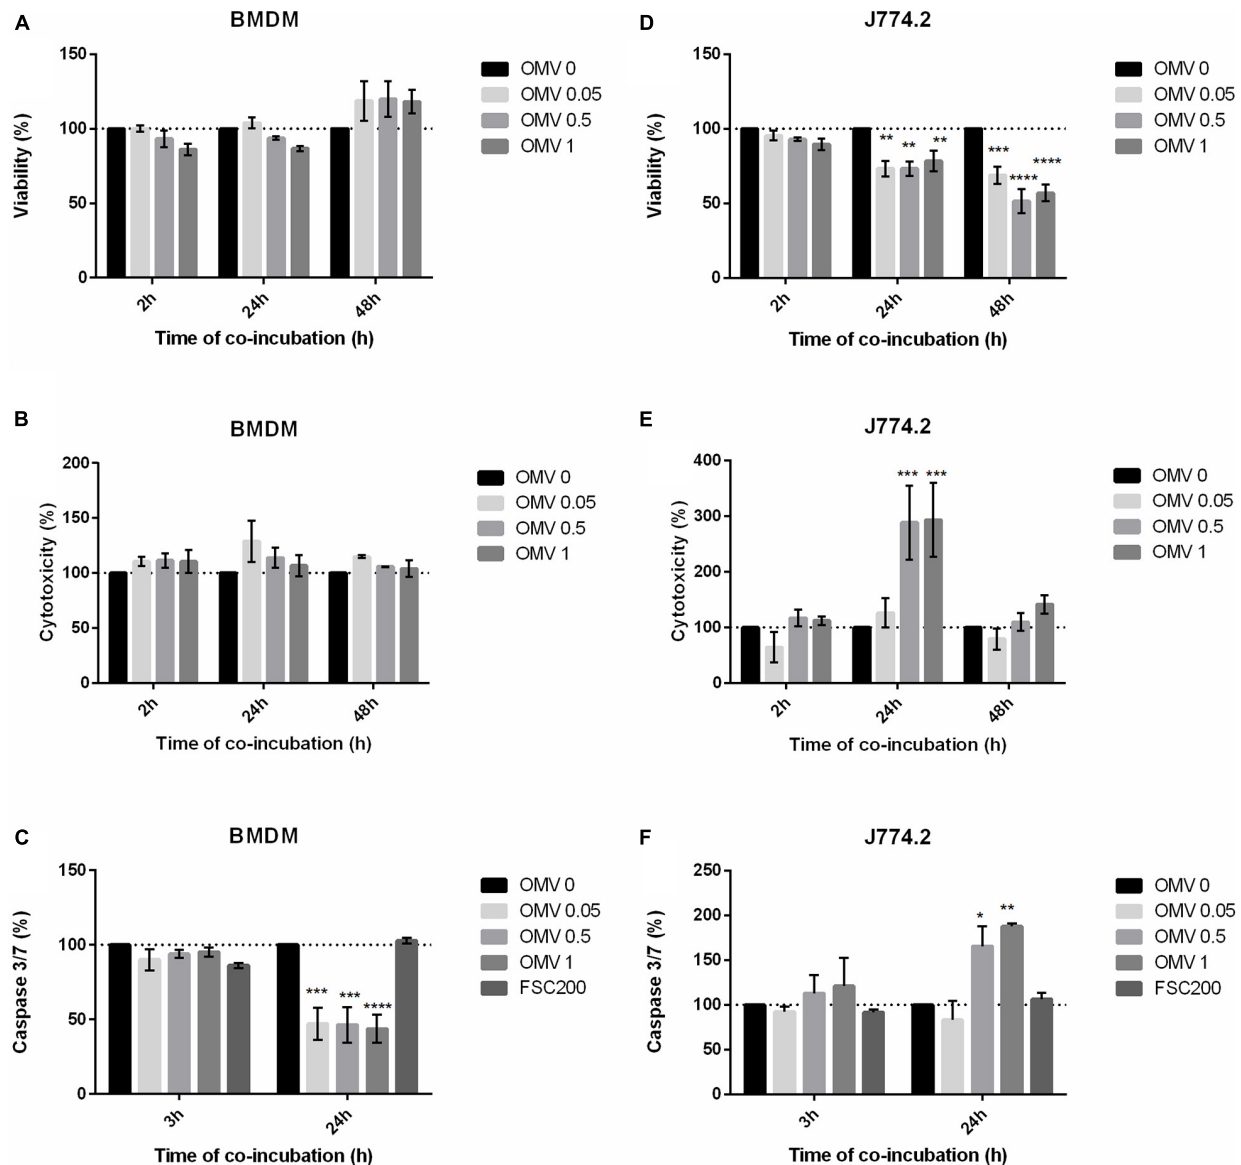 A
BMDM
150
100
50
0
Viability (%)
2h
24h
48h
Time of co-incubation (h)
OMV 0
OMV 0.05
OMV 0.5
OMV 1
D
J774.2
150
100
50
0
Viability (%)
** ** **
*** **** ****
2h
24h
48h
Time of co-incubation (h)
OMV 0
OMV 0.05
OMV 0.5
OMV 1
B
BMDM
200
150
100
50
0
Cytotoxicity (%)
2h
24h
48h
Time of co-incubation (h)
OMV 0
OMV 0.05
OMV 0.5
OMV 1
E
J774.2
400
300
200
100
0
Cytotoxicity (%)
*** ***
2h
24h
48h
Time of co-incubation (h)
OMV 0
OMV 0.05
OMV 0.5
OMV 1
C
BMDM
150
100
50
0
Caspase 3/7 (%)
*** *** ****
3h
24h
Time of co-incubation (h)
OMV 0
OMV 0.05
OMV 0.5
OMV 1
FSC200
F
J774.2
250
200
150
100
50
0
Caspase 3/7 (%)
* **
3h
24h
Time of co-incubation (h)
OMV 0
OMV 0.05
OMV 0.5
OMV 1
FSC200